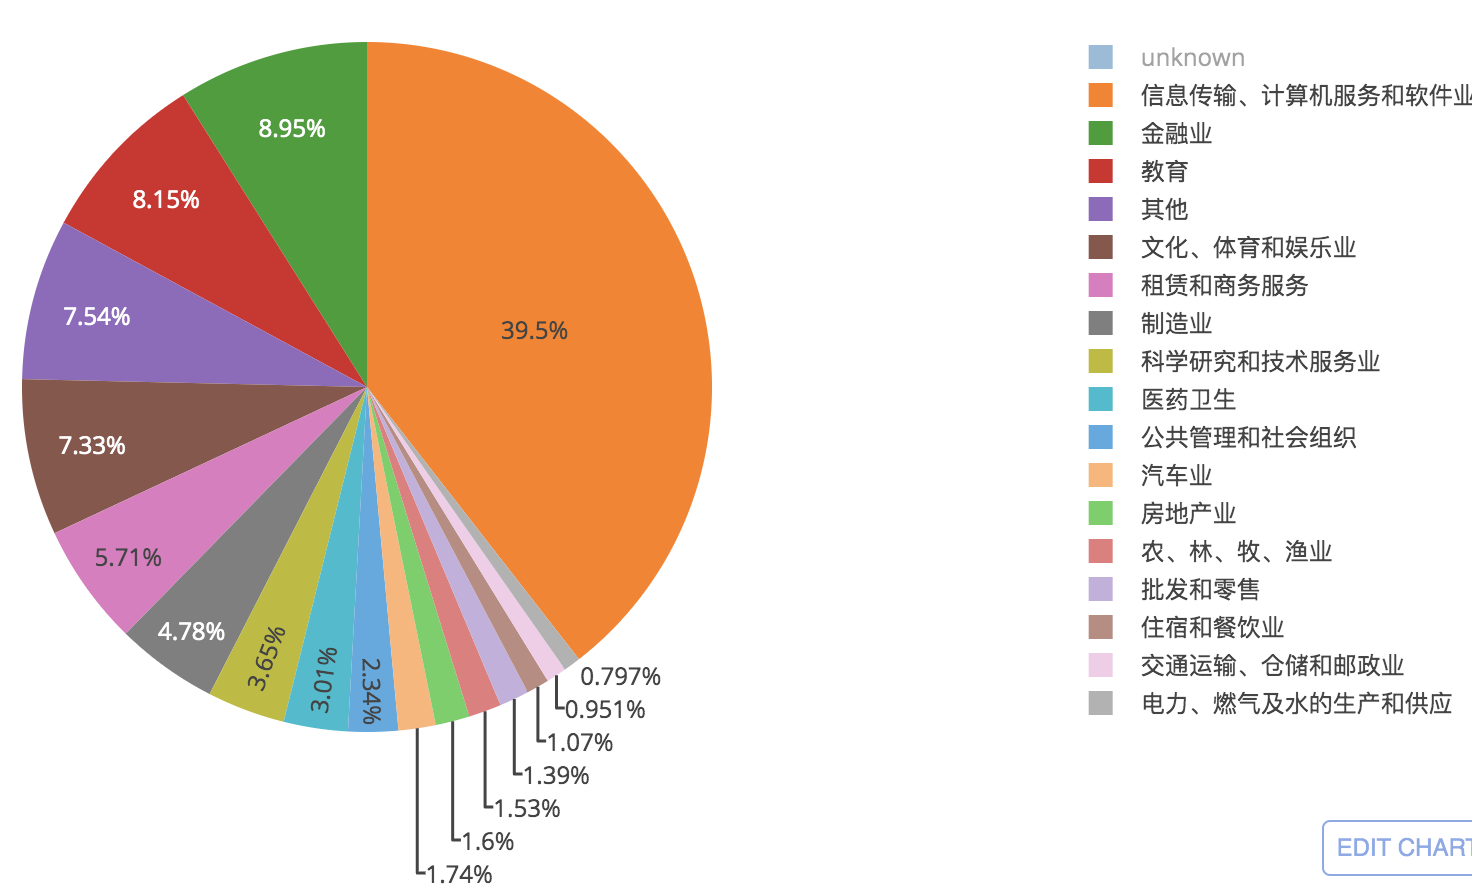 8.95%
8.15%
7.54%
7.33%
5.71%
4.78%
3.65%
3.01%
2.34%
39.5%
0.797%
0.951%
1.07%
1.39%
1.53%
1.6%
1.74%
unknown
信息传输、计算机服务和软件业
金融业
教育
其他
文化、体育和娱乐业
租赁和商务服务
制造业
科学研究和技术服务业
医药卫生
公共管理和社会组织
汽车业
房地产业
农、林、牧、渔业
批发和零售
住宿和餐饮业
交通运输、仓储和邮政业
电力、燃气及水的生产和供应
EDIT CHART